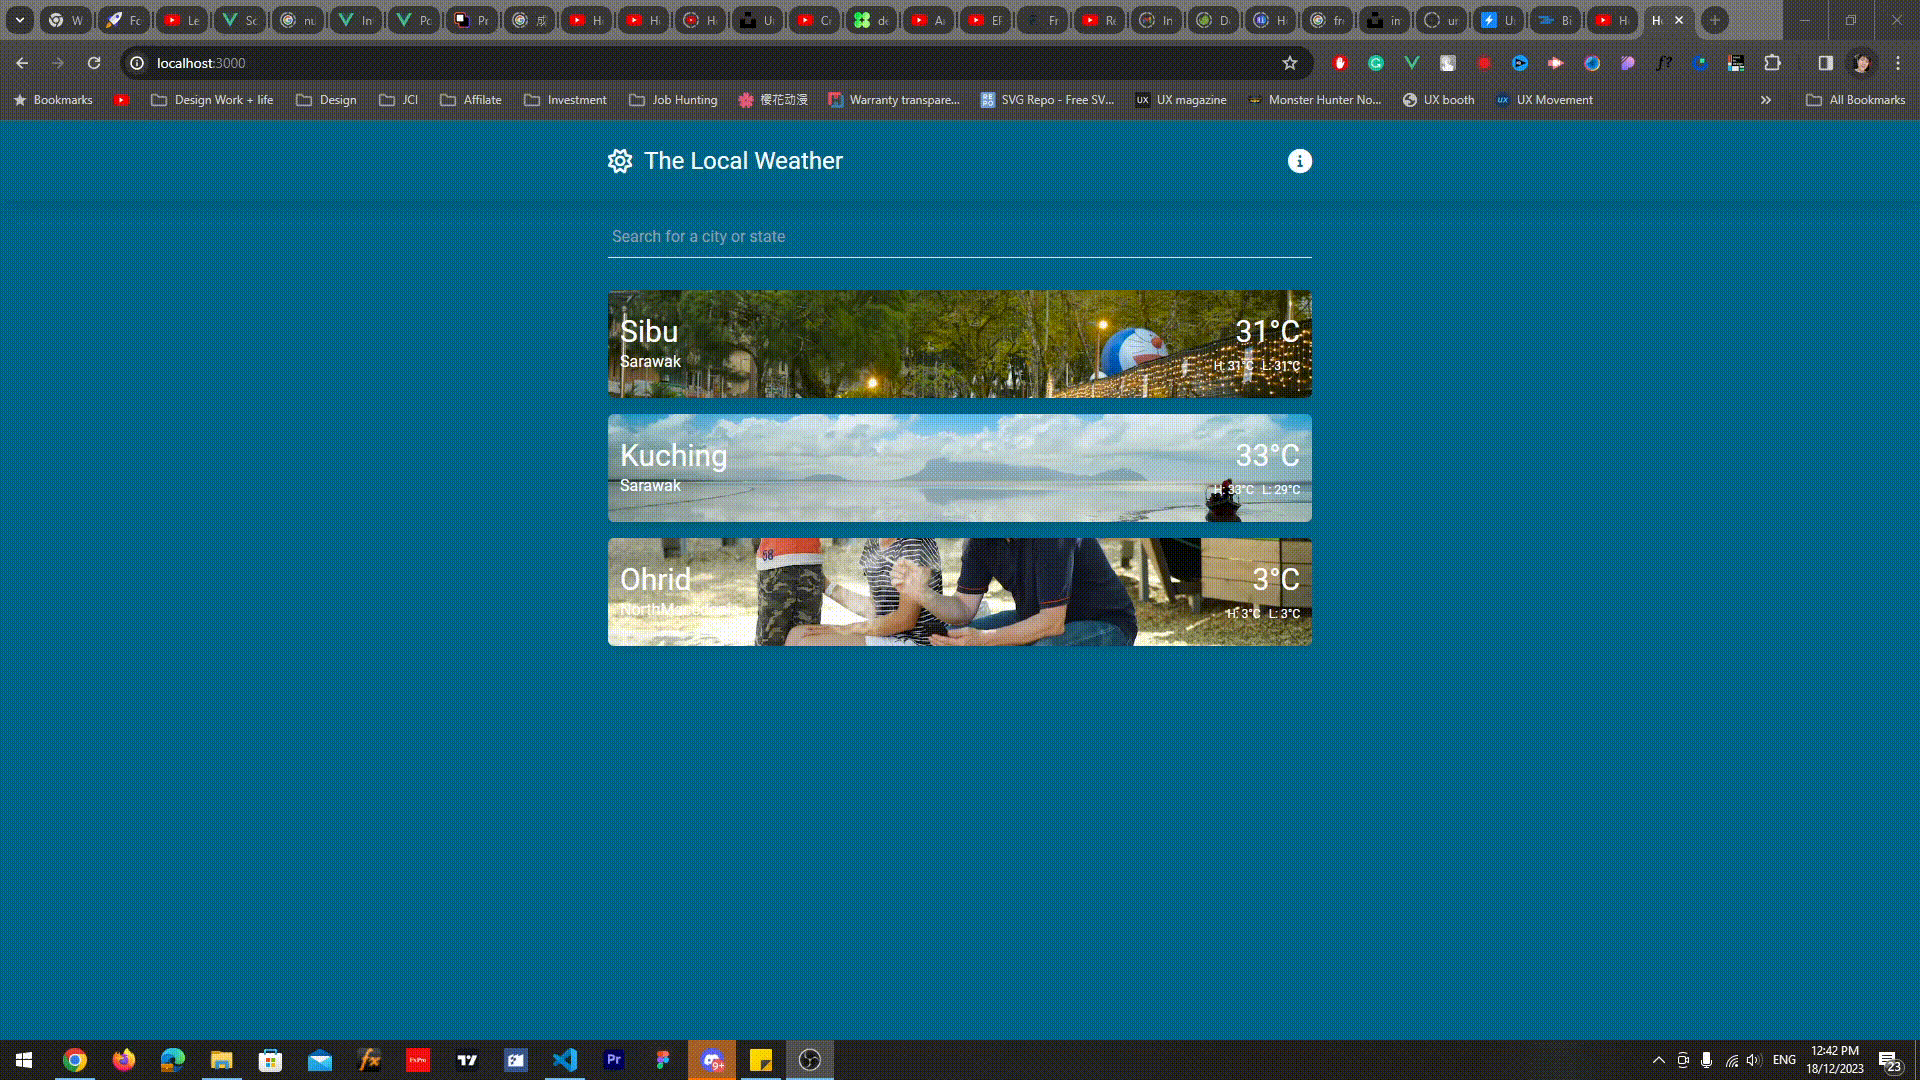 localhost:3000
Bookmarks Design Work + life Design JCI Affilate Investment Job Hunting 樱花动漫 Warranty transpare... SVG Repo - Free SV... UX magazine Monster Hunter No... UX booth UX Movement All Bookmarks
The Local Weather
Search for a city or state
Sibu 31°C
Sarawak H: 31°C L: 31°C
Kuching 33°C
Sarawak H: 33°C L: 29°C
Ohrid 3°C
H: 3°C L: 3°C
ENG 12:42 PM
18/12/2023 23